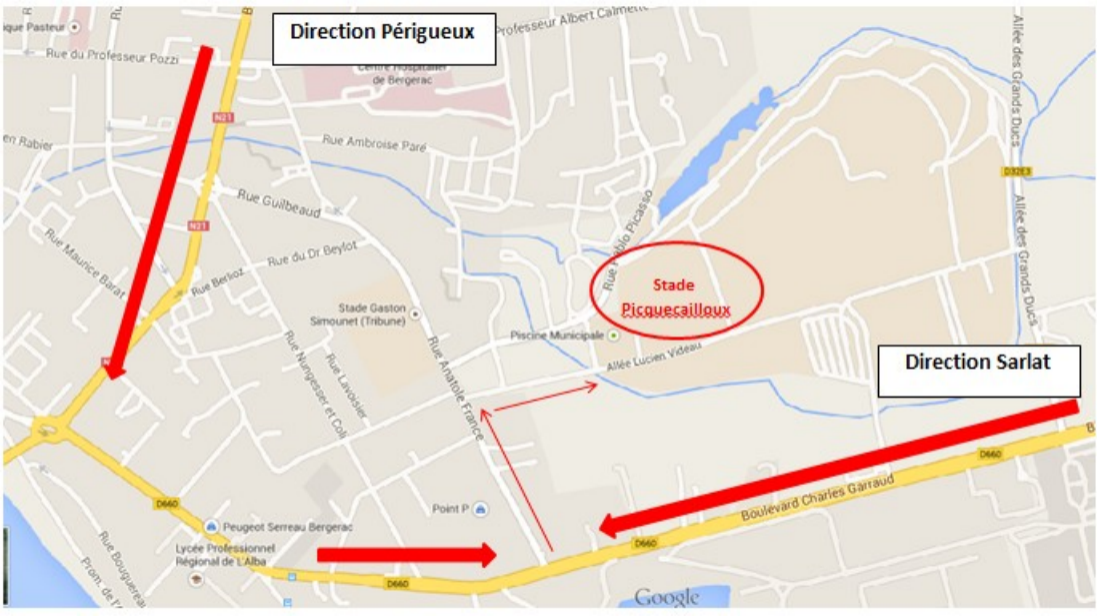 Direction Périgueux
Professeur Albert Calmette
ique Pasteur
Rue du Professeur Pozzi
Centre Hospitalier
de Bergerac
N21
en Rabier
Rue Ambroise Paré
Allée des Grands Ducs
D32E3
Rue Guilbeaud
N21
Rue Maurice Barat
Rue du Dr Beylot
Rue Berlioz
Rue Pablo Picasso
Allée des Grands Ducs
Stade
Picquecailloux
Stade Gaston
Simounet (Tribune)
Piscine Municipale
Rue Anatole France
Rue Nungesser et Coli
Rue Lavoisier
Allée Lucien Videau
Direction Sarlat
D660
Boulevard Charles Garraud
D660
Point P
Peugeot Serreau Bergerac
D660
Lycée Professionnel
Régional de L'Alba
Rue Bouguereau
Prom. de l'
D660
Google